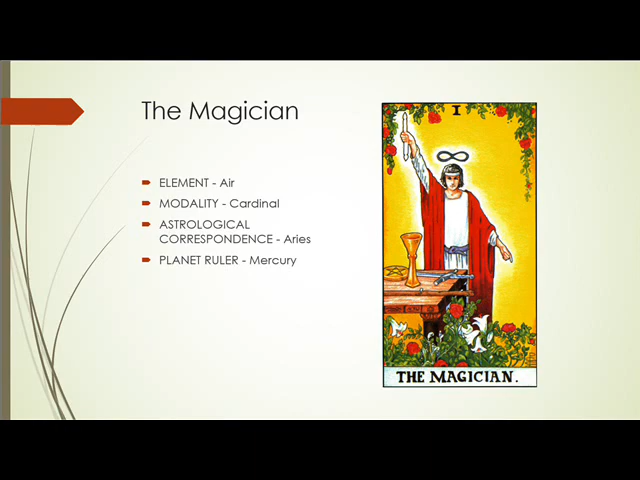 The Magician
ELEMENT - Air
MODALITY - Cardinal
ASTROLOGICAL
CORRESPONDENCE - Aries
PLANET RULER - Mercury
I
THE MAGICIAN.